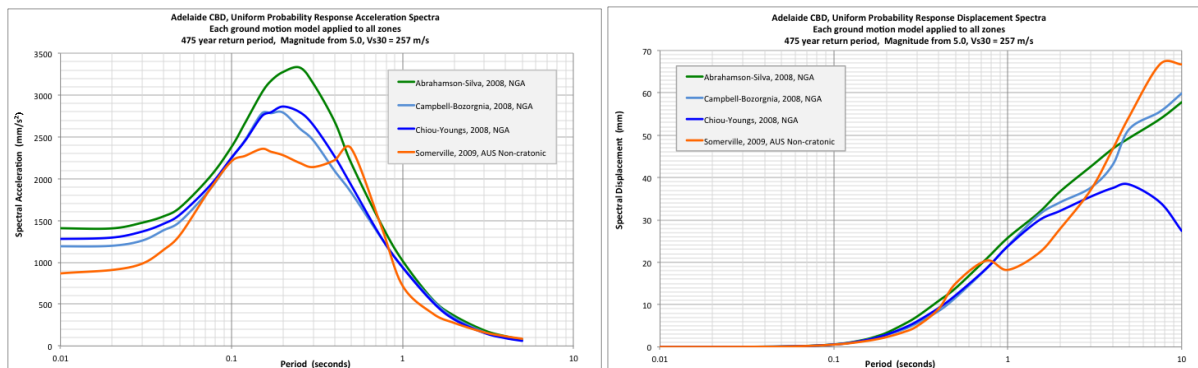 Adelaide CBD, Uniform Probability Response Acceleration Spectra
Each ground motion model applied to all zones
475 year return period, Magnitude from 5.0, Vs30 = 257 m/s
3500
3000
2500
2000
1500
1000
500
0
Spectral Acceleration (mm/s²)
Abrahamson-Silva, 2008, NGA
Campbell-Bozorgnia, 2008, NGA
Chiou-Youngs, 2008, NGA
Somerville, 2009, AUS Non-cratonic
0.01 0.1 1 10
Period (seconds)
Adelaide CBD, Uniform Probability Response Displacement Spectra
Each ground motion model applied to all zones
475 year return period, Magnitude from 5.0, Vs30 = 257 m/s
70
60
50
40
30
20
10
0
Spectral Displacement (mm)
Abrahamson-Silva, 2008, NGA
Campbell-Bozorgnia, 2008, NGA
Chiou-Youngs, 2008, NGA
Somerville, 2009, AUS Non-cratonic
0.01 0.1 1 10
Period (seconds)